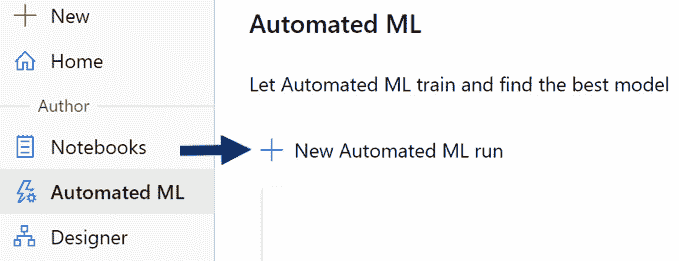 New
Home
Author
Notebooks
Automated ML
Designer
Automated ML
Let Automated ML train and find the best model
New Automated ML run